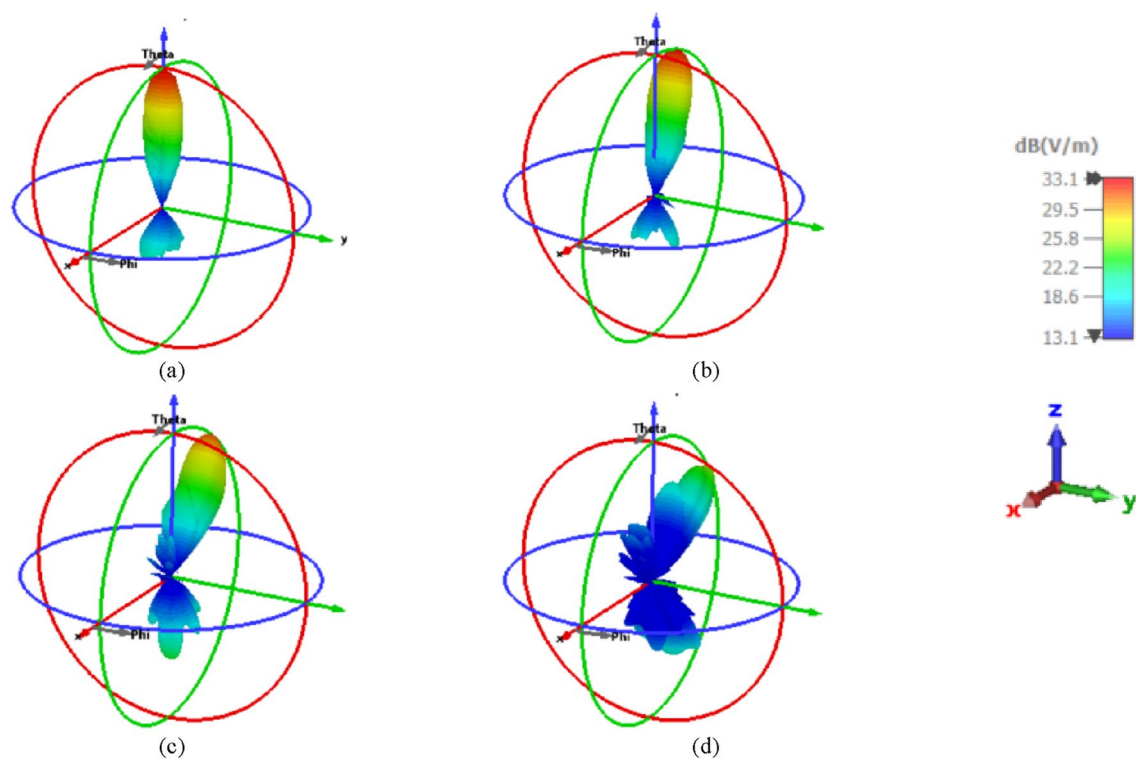 Theta
y
x
Phi
(a)
Theta
x
Phi
(b)
dB(V/m)
33.1
29.5
25.8
22.2
18.6
13.1
Theta
x
Phi
(c)
Theta
x
Phi
(d)
z
x
y